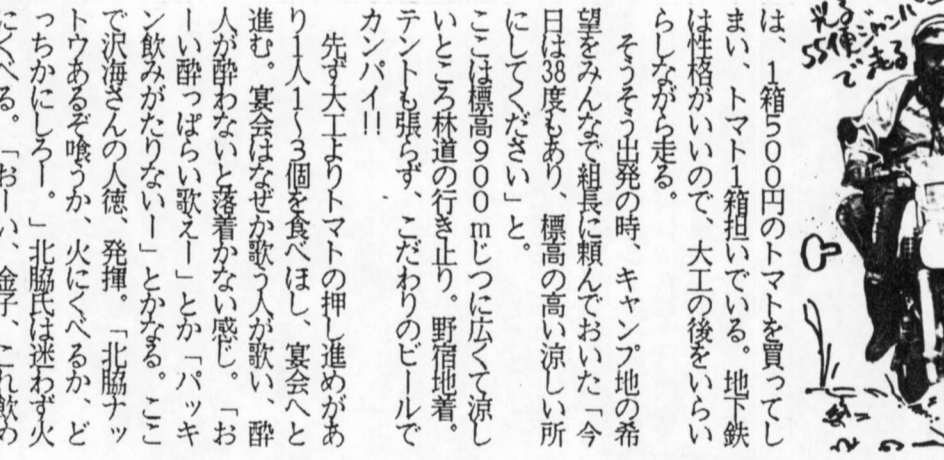 光る
55便ジャンパー
で走る
は、1箱500円のトマトを買ってし
まい、トマト1箱担いでいる。地下鉄
は性格がいいので、大工の後をいらい
らしながら走る。
そうそう出発の時、キャンプ地の希
望をみんなで組長に頼んでおいた「今
日は38度もあり、標高の高い涼しい所
にしてください」と。
ここは標高900mじつに広くて涼し
いところ林道の行き止り。野宿地着。
テントも張らず、こだわりのビールで
カンパイ!!
先ず大工よりトマトの押し進めがあ
り1人1〜3個を食べほし、宴会へと
進む。宴会はなぜか歌う人が歌い、酔
人が酔わないと落着かない感じ。「お
ーい酔っぱらい歌えー」とか「パッキ
ン飲みがたりないー」とかなる。ここ
で沢海さんの人徳、発揮。「北脇ナッ
トウあるぞ喰うか、火にくべるか、ど
っちかにしろー。」北脇氏は迷わず火
にくべる。「おーい、金子、これ飲め